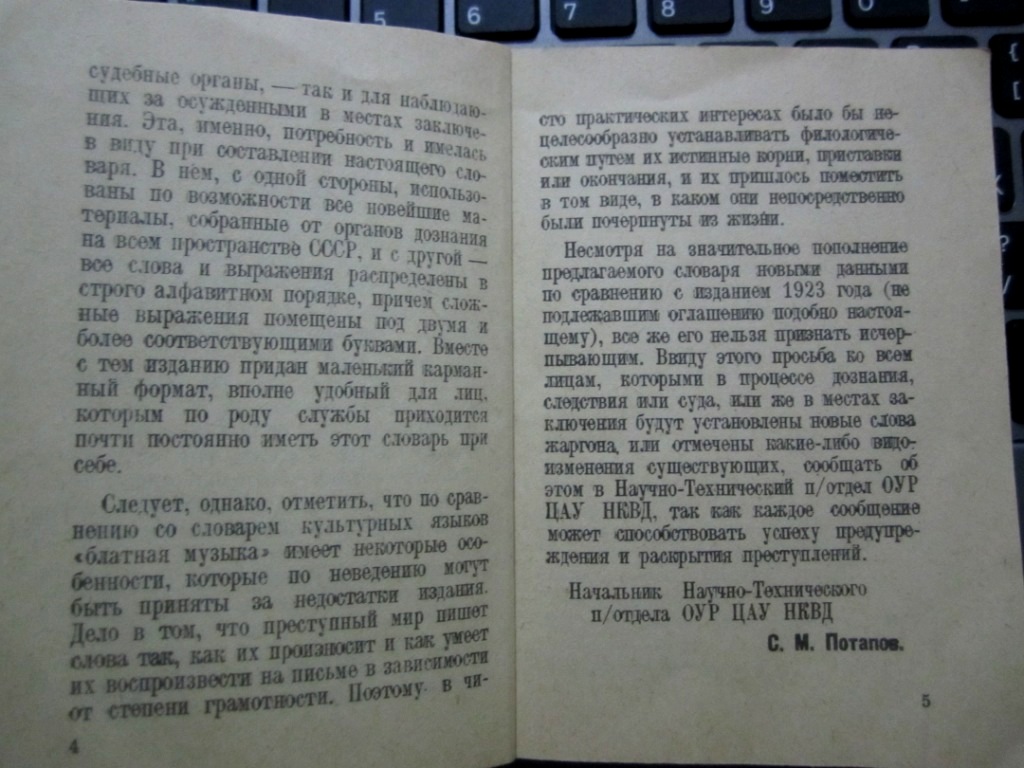 5
6
7
8
9
0
{
[
?
/
судебные органы, — так и для наблюдаю-
щих за осужденными в местах заключе-
ния. Эта, именно, потребность и имелась
в виду при составлении настоящего сло-
варя. В нем, с одной стороны, использо-
ваны по возможности все новейшие ма-
териалы, собранные от органов дознания
на всем пространстве СССР, и с другой —
все слова и выражения распределены в
строго алфавитном порядке, причем слож-
ные выражения помещены под двумя и
более соответствующими буквами. Вместе
с тем изданию придан маленький карман-
ный формат, вполне удобный для лиц,
которым по роду службы приходится
почти постоянно иметь этот словарь при
себе.
Следует, однако, отметить, что по срав-
нению со словарем культурных языков
«блатная музыка» имеет некоторые осо-
бенности, которые по неведению могут
быть приняты за недостатки издания.
Дело в том, что преступный мир пишет
слова так, как их произносит и как умеет
их воспроизвести на письме в зависимости
от степени грамотности. Поэтому в чи-
4
сто практических интересах было бы не-
целесообразно устанавливать филологиче-
ским путем их истинные корни, приставки
или окончания, и их пришлось поместить
в том виде, в каком они непосредственно
были почерпнуты из жизни.
Несмотря на значительное пополнение
предлагаемого словаря новыми данными
по сравнению с изданием 1923 года (не
подлежавшим оглашению подобно настоя-
щему), все же его нельзя признать исчер-
пывающим. Ввиду этого просьба ко всем
лицам, которыми в процессе дознания,
следствия или суда, или же в местах за-
ключения будут установлены новые слова
жаргона, или отмечены какие-либо видо-
изменения существующих, сообщать об
этом в Научно-Технический п/отдел ОУР
ЦАУ НКВД, так как каждое сообщение
может способствовать успеху предупре-
ждения и раскрытия преступлений.
Начальник Научно-Технического
п/отдела ОУР ЦАУ НКВД
С. М. Потапов.
5